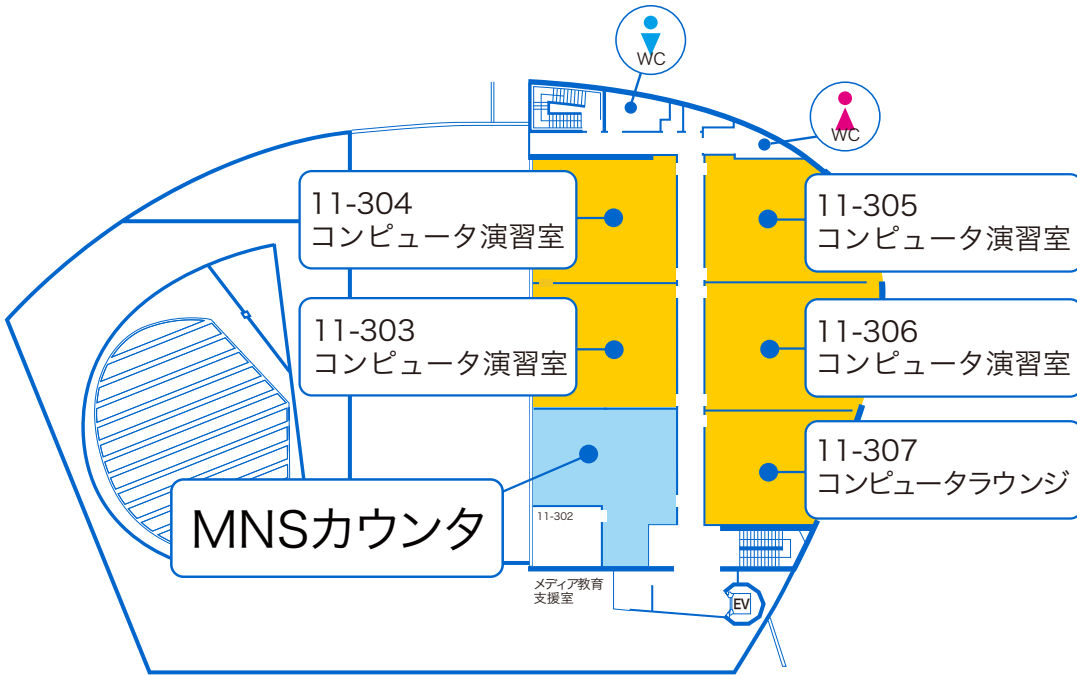 WC
WC
11-304
コンピュータ演習室
11-305
コンピュータ演習室
11-303
コンピュータ演習室
11-306
コンピュータ演習室
11-307
コンピュータラウンジ
MNSカウンタ
11-302
メディア教育
支援室
EV